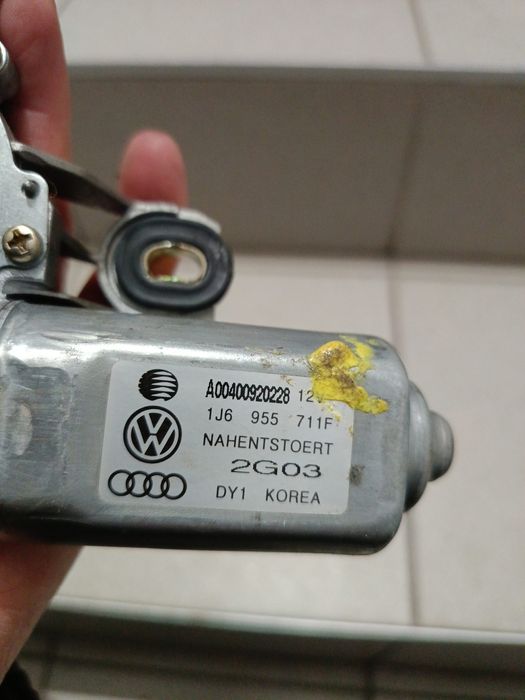 A00400920228 12V
1J6 955 711F
NAHENTSTOERT
2G03
DY1 KOREA